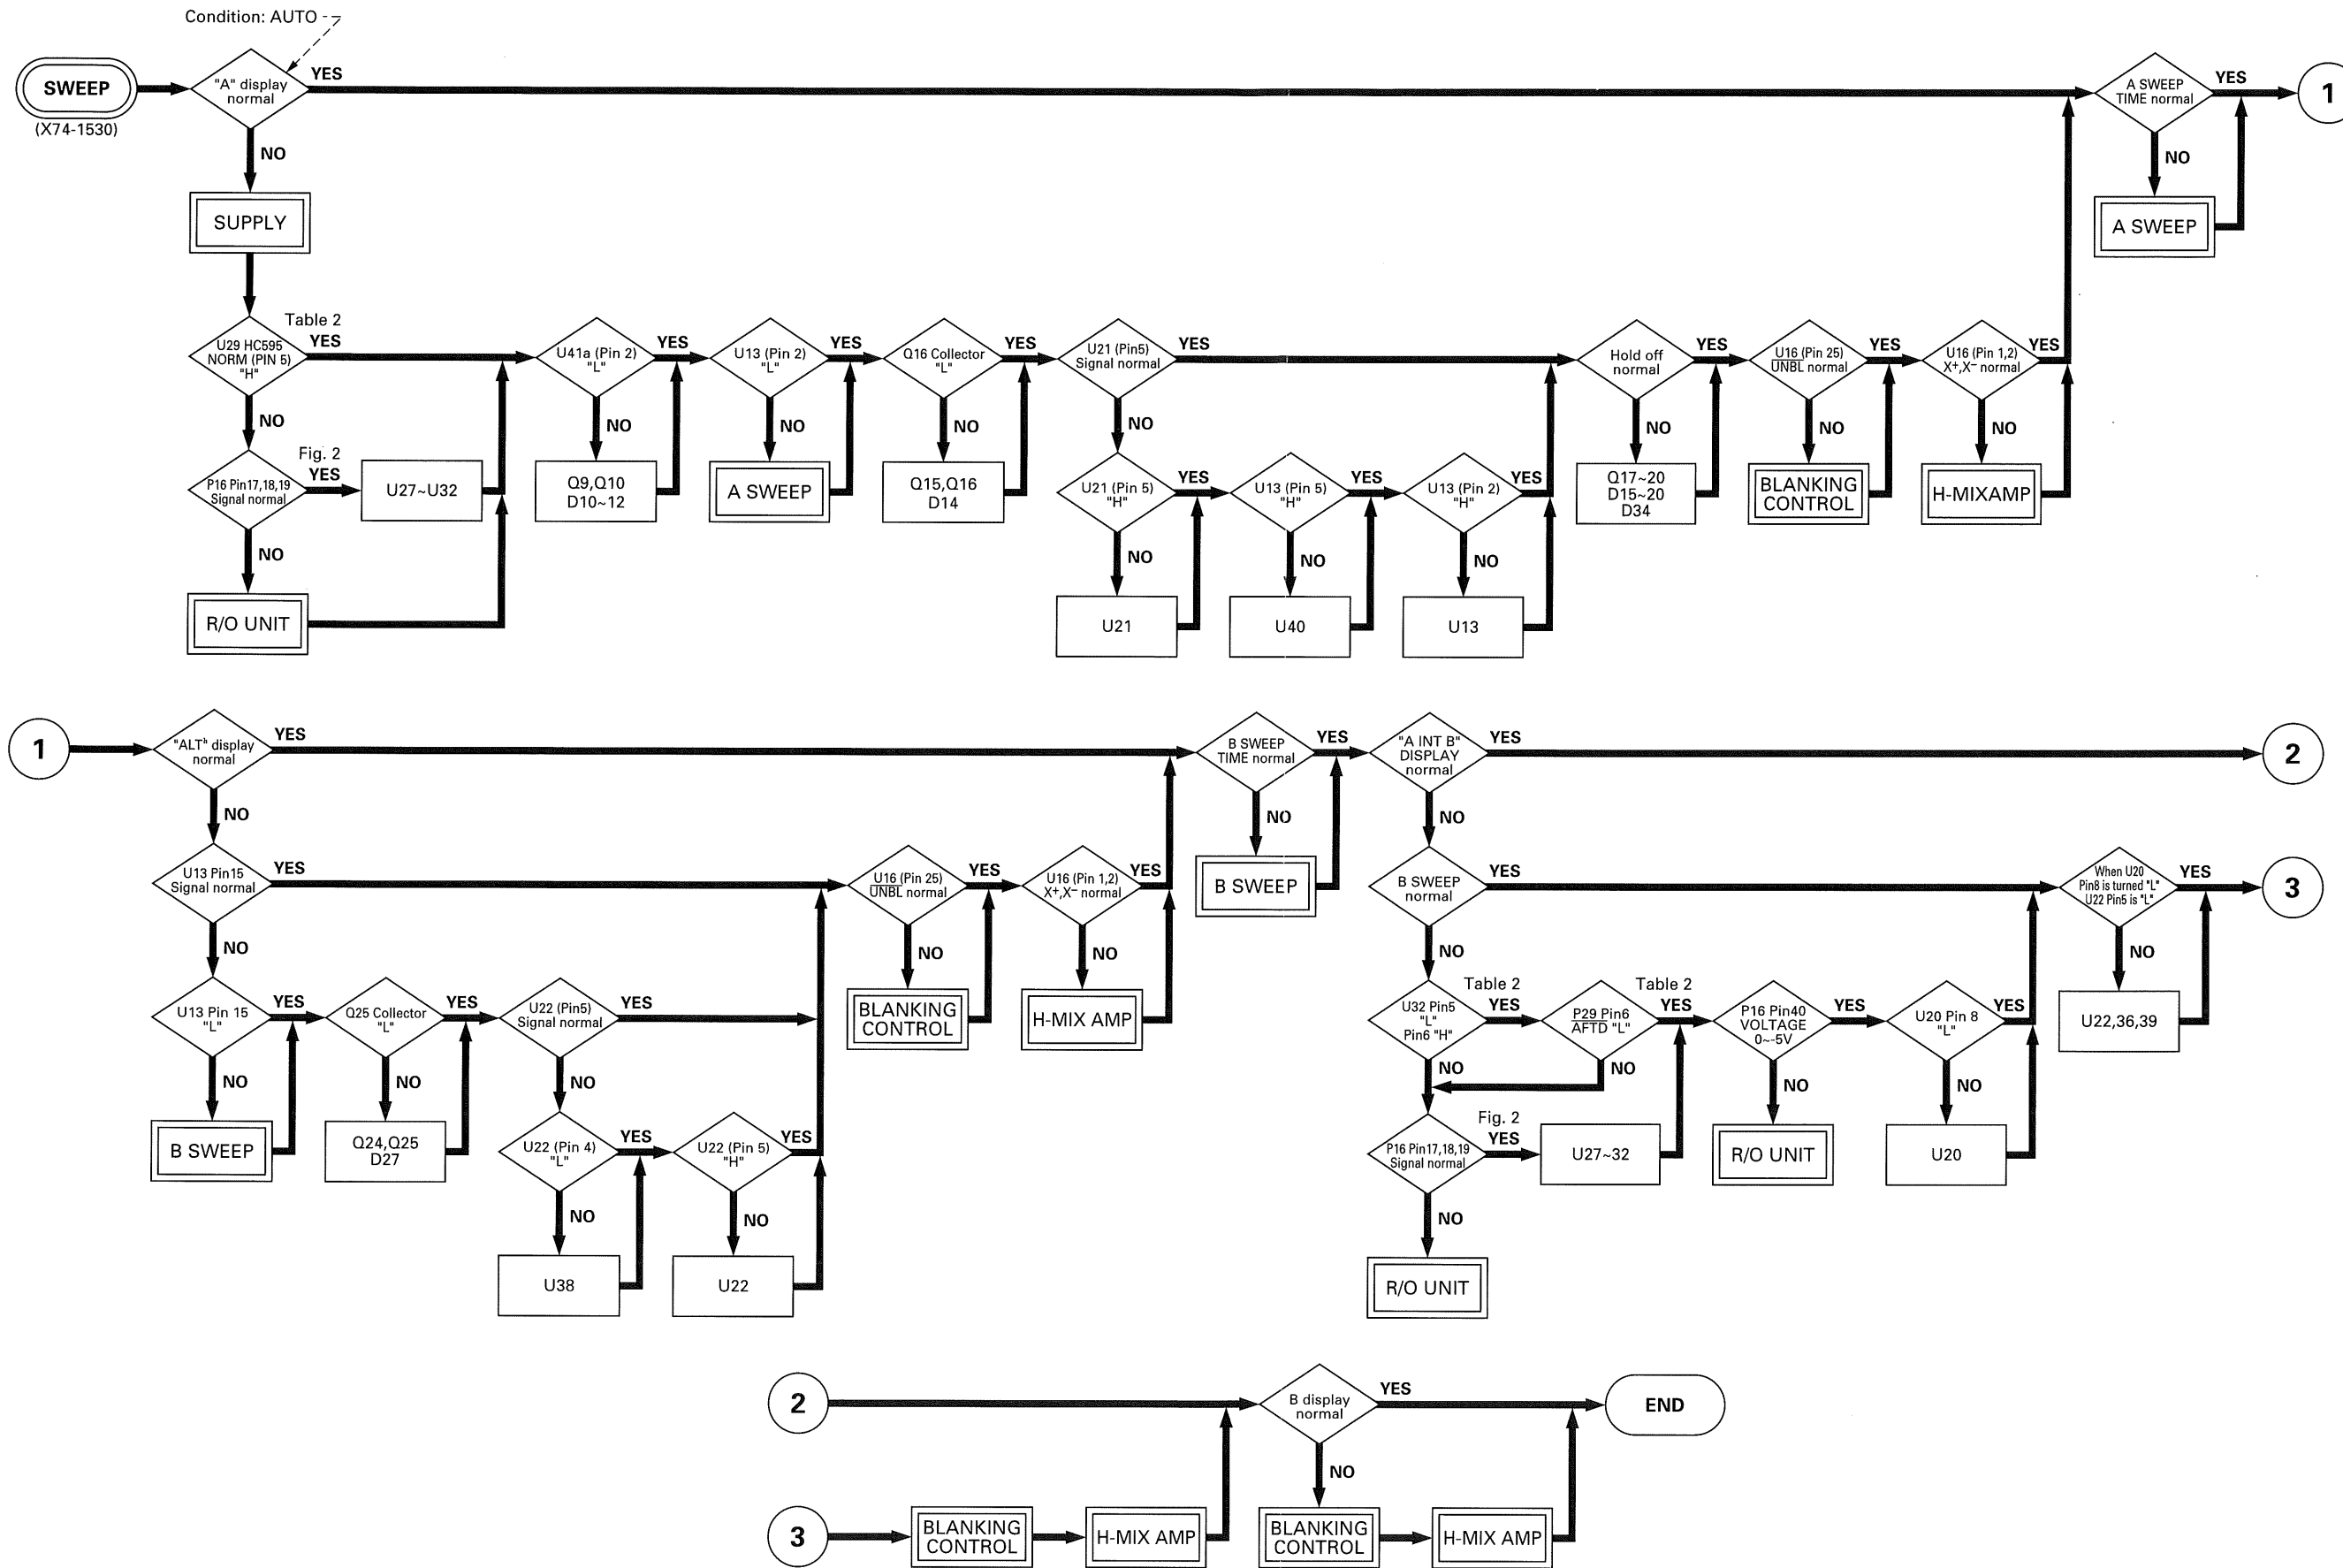 Condition: AUTO
SWEEP
(X74-1530)
"A" display
normal
YES
NO
A SWEEP
TIME normal
YES
1
NO
A SWEEP
SUPPLY
U29 HC595
NORM (PIN 5)
"H"
Table 2
YES
NO
U41a (Pin 2)
"L"
YES
NO
U13 (Pin 2)
"L"
YES
NO
Q16 Collector
"L"
YES
NO
U21 (Pin5)
Signal normal
YES
NO
Hold off
normal
YES
NO
U16 (Pin 25)
UNBL normal
YES
NO
U16 (Pin 1,2)
X+,X− normal
YES
NO
P16 Pin17,18,19
Signal normal
Fig. 2
YES
NO
U27~U32
Q9,Q10
D10~12
A SWEEP
Q15,Q16
D14
U21 (Pin 5)
"H"
YES
NO
U13 (Pin 5)
"H"
YES
NO
U13 (Pin 2)
"H"
YES
NO
Q17~20
D15~20
D34
BLANKING
CONTROL
H-MIXAMP
R/O UNIT
U21
U40
U13
1
"ALT" display
normal
YES
NO
B SWEEP
TIME normal
YES
NO
"A INT B"
DISPLAY
normal
YES
NO
2
U13 Pin15
Signal normal
YES
NO
U16 (Pin 25)
UNBL normal
YES
NO
U16 (Pin 1,2)
X+,X− normal
YES
NO
B SWEEP
B SWEEP
normal
YES
NO
When U20
Pin8 is turned "L"
U22 Pin5 is "L"
YES
NO
3
U13 Pin 15
"L"
YES
NO
Q25 Collector
"L"
YES
NO
U22 (Pin5)
Signal normal
YES
NO
BLANKING
CONTROL
H-MIX AMP
U32 Pin5
"L"
Pin6 "H"
Table 2
YES
NO
P29 Pin6
AFTD "L"
Table 2
YES
NO
P16 Pin40
VOLTAGE
0~-5V
YES
NO
U20 Pin 8
"L"
YES
NO
U22,36,39
B SWEEP
Q24,Q25
D27
U22 (Pin 4)
"L"
YES
NO
U22 (Pin 5)
"H"
YES
NO
P16 Pin17,18,19
Signal normal
Fig. 2
YES
NO
U27~32
R/O UNIT
U20
U38
U22
R/O UNIT
2
B display
normal
YES
NO
END
3
BLANKING
CONTROL
H-MIX AMP
BLANKING
CONTROL
H-MIX AMP